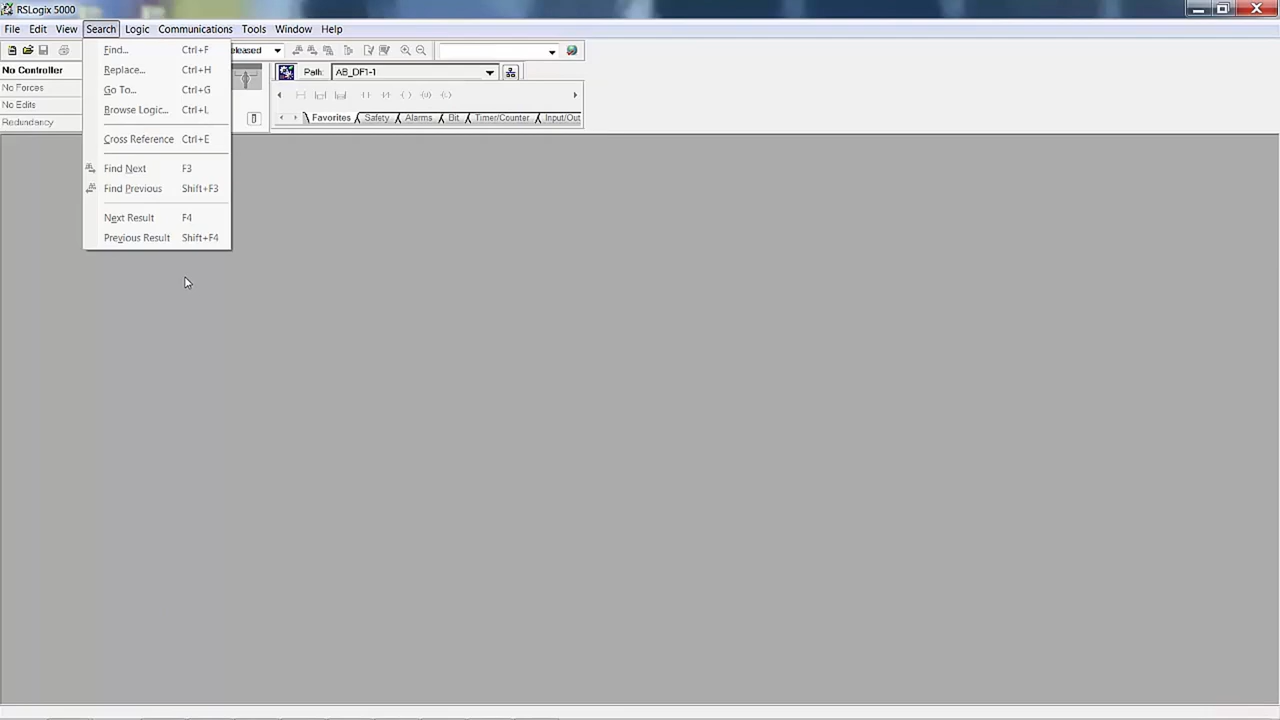 RSLogix 5000
File Edit View Search Logic Communications Tools Window Help
Find... Ctrl+F
Replace... Ctrl+H
Go To... Ctrl+G
Browse Logic... Ctrl+L
Cross Reference Ctrl+E
Find Next F3
Find Previous Shift+F3
Next Result F4
Previous Result Shift+F4
eleased
No Controller
No Forces
No Edits
Redundancy
Path: AB_DF1-1
Favorites Safety Alarms Bit Timer/Counter Input/Out